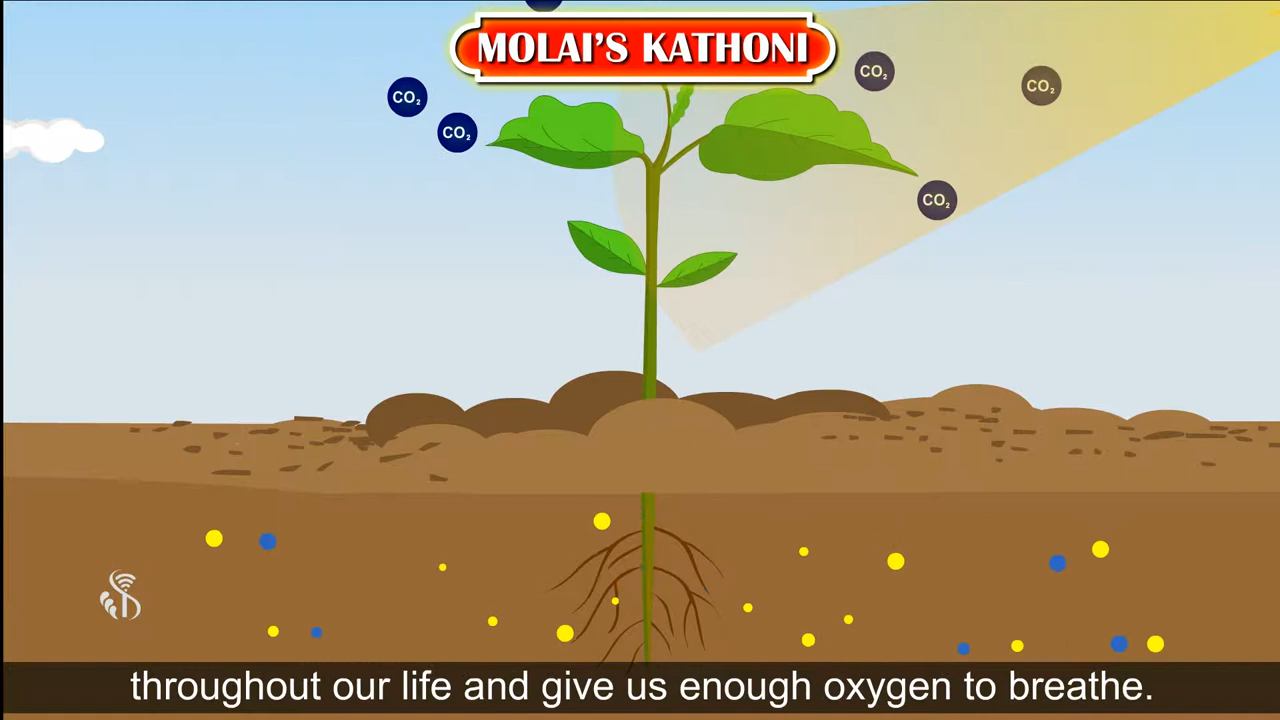 MOLAI'S KATHONI
CO₂
CO₂
CO₂
CO₂
CO₂
throughout our life and give us enough oxygen to breathe.